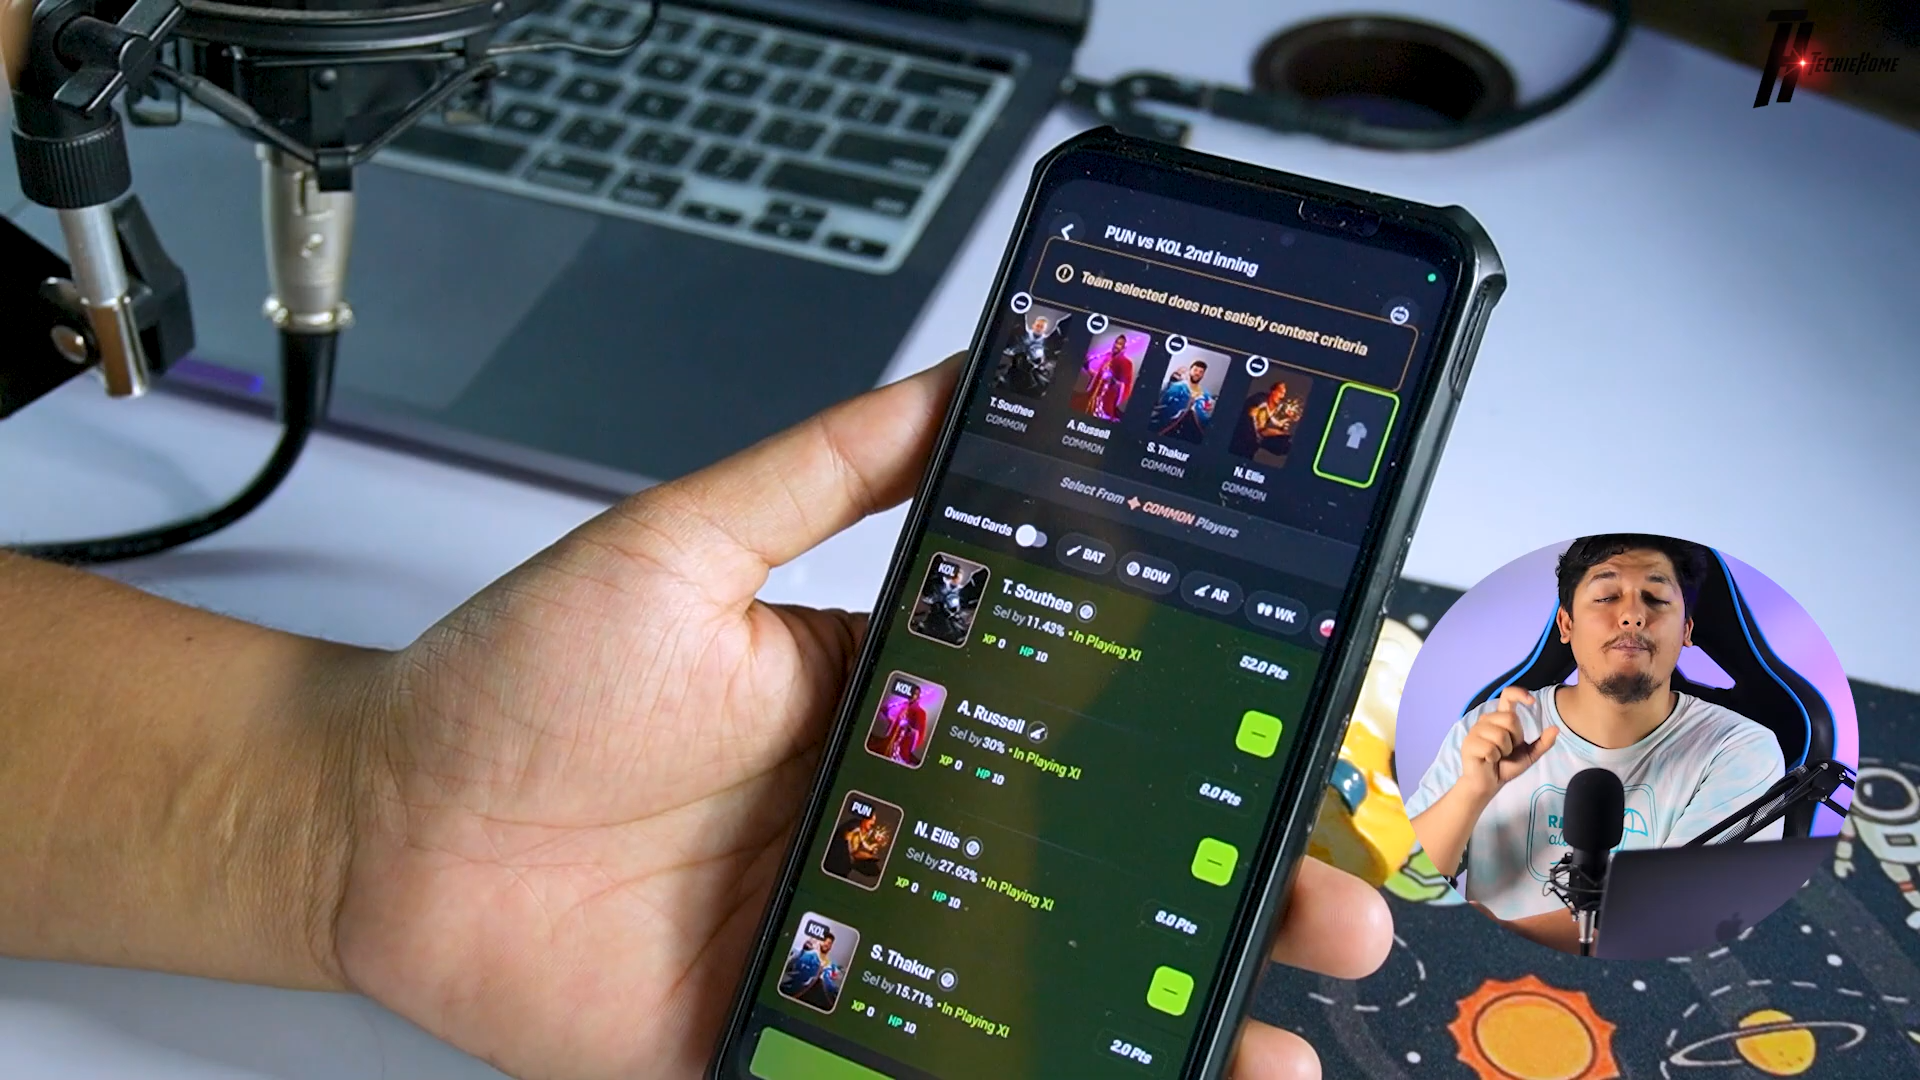 TECHIEHOME
PUN vs KOL 2nd Inning
Team selected does not satisfy contest criteria
T. Southee
COMMON
A. Russell
COMMON
S. Thakur
COMMON
N. Ellis
COMMON
Select From COMMON Players
Owned Cards
BAT
BOW
AR
WK
KOL
T. Southee
Sel by 11.43% • In Playing XI
XP 0 HP 10
52.0 Pts
KOL
A. Russell
Sel by 30% • In Playing XI
XP 0 HP 10
8.0 Pts
PUN
N. Ellis
Sel by 27.62% • In Playing XI
XP 0 HP 10
8.0 Pts
KOL
S. Thakur
Sel by 15.71% • In Playing XI
XP 0 HP 10
2.0 Pts